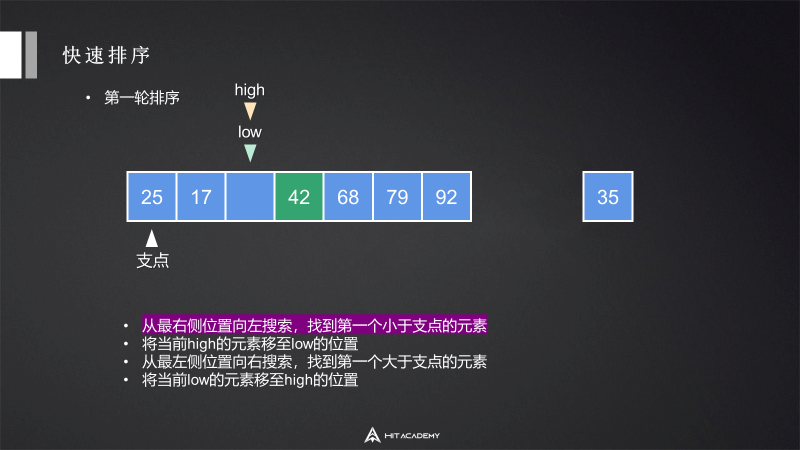 快速排序
• 第一轮排序
high
low
25 17 42 68 79 92 35
支点
• 从最右侧位置向左搜索，找到第一个小于支点的元素
• 将当前high的元素移至low的位置
• 从最左侧位置向右搜索，找到第一个大于支点的元素
• 将当前low的元素移至high的位置
HIT ACADEMY